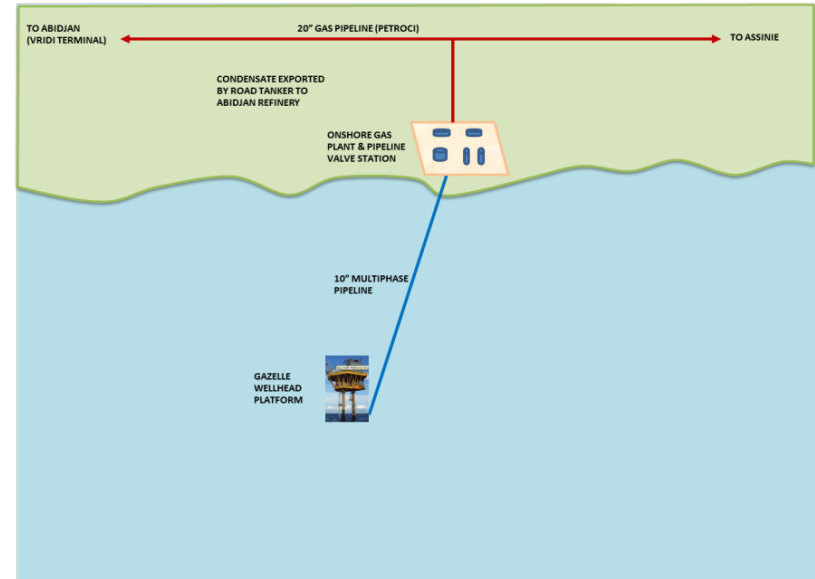 TO ABIDJAN
(VRIDI TERMINAL)
20" GAS PIPELINE (PETROCI)
TO ASSINIE
CONDENSATE EXPORTED
BY ROAD TANKER TO
ABIDJAN REFINERY
ONSHORE GAS
PLANT & PIPELINE
VALVE STATION
10" MULTIPHASE
PIPELINE
GAZELLE
WELLHEAD
PLATFORM